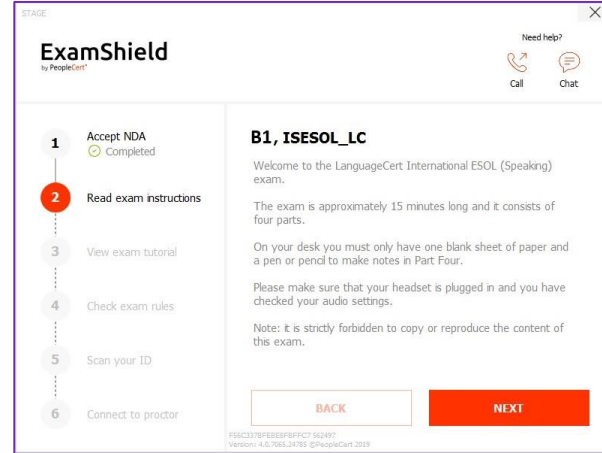 STAGE
ExamShield
by PeopleCert
Need help?
Call
Chat
1
Accept NDA
Completed
2
Read exam instructions
3
View exam tutorial
4
Check exam rules
5
Scan your ID
6
Connect to proctor
B1, ISESOL_LC
Welcome to the LanguageCert International ESOL (Speaking)
exam.
The exam is approximately 15 minutes long and it consists of
four parts.
On your desk you must only have one blank sheet of paper and
a pen or pencil to make notes in Part Four.
Please make sure that your headset is plugged in and you have
checked your audio settings.
Note: it is strictly forbidden to copy or reproduce the content of
this exam.
BACK
NEXT
562497
Version: 4.0.7065.24785 ©PeopleCert 2019